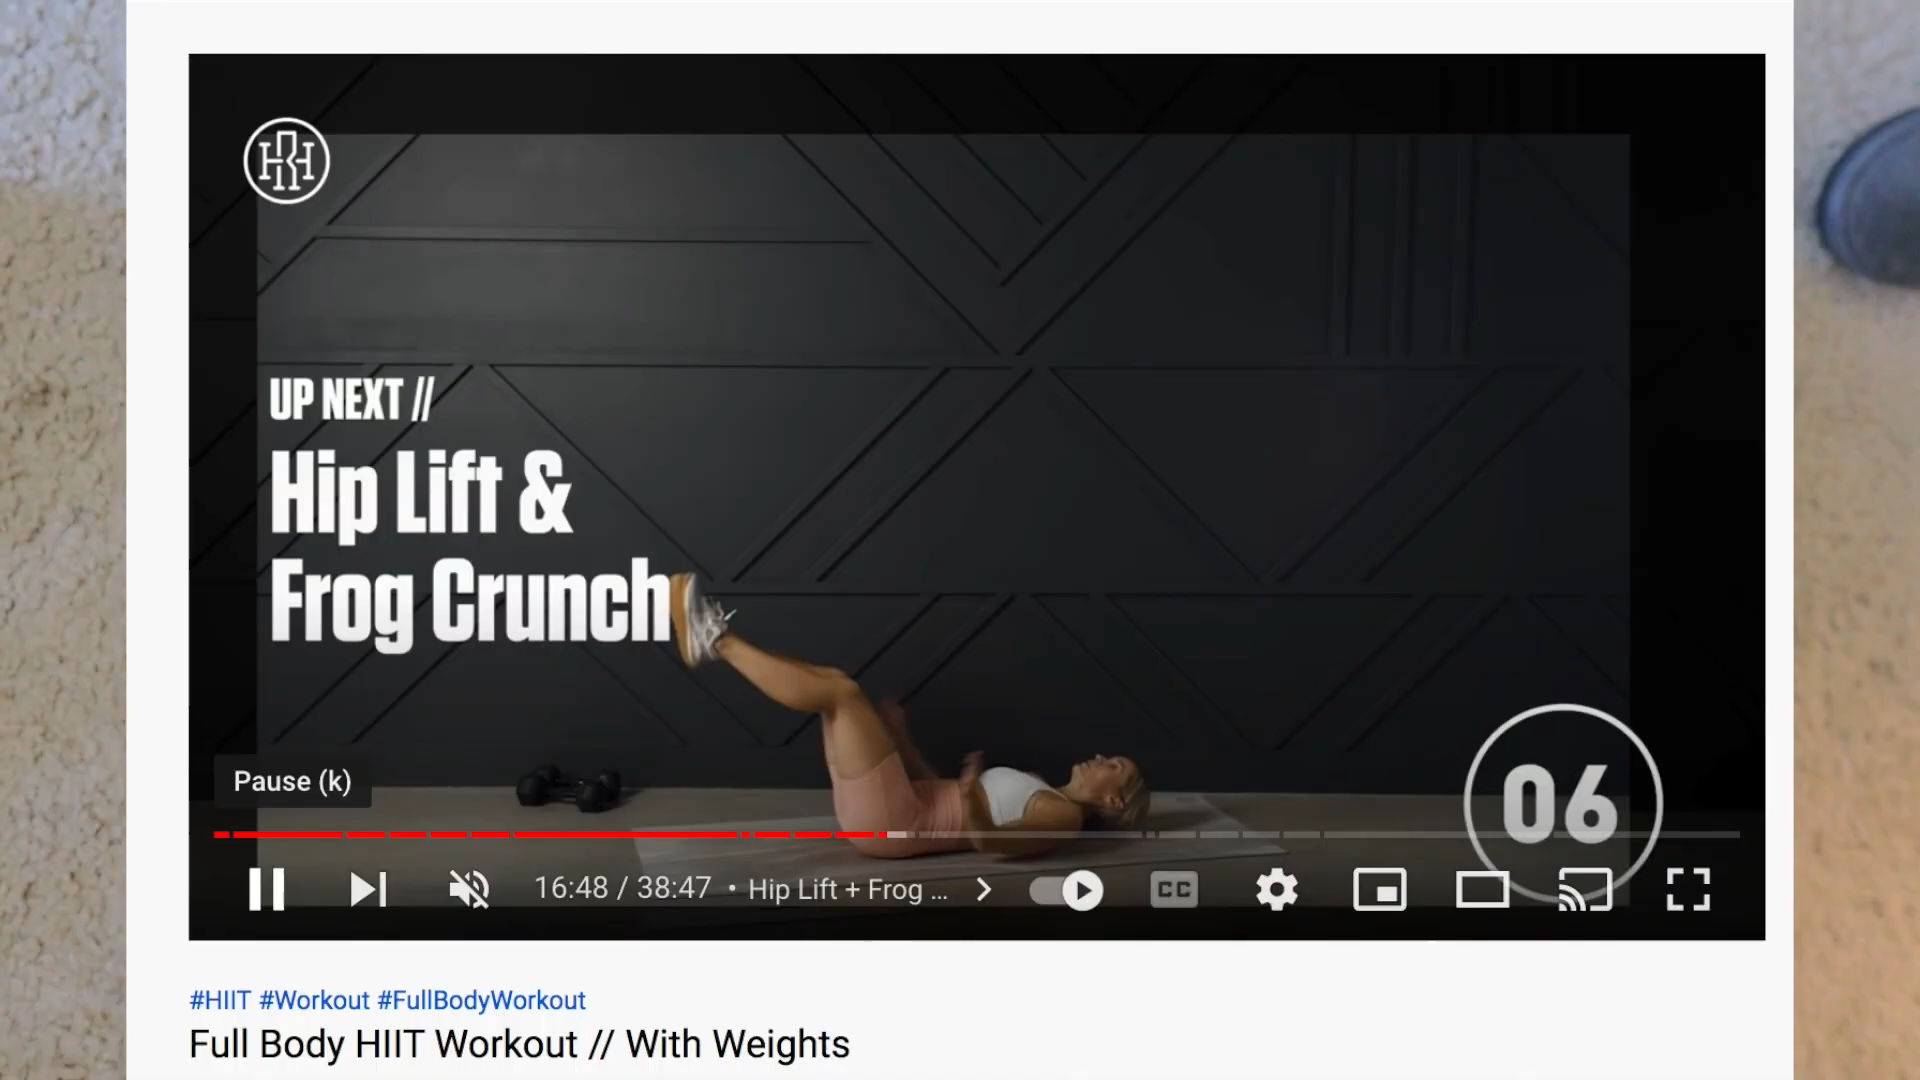 HRH
UP NEXT //
Hip Lift &
Frog Crunch
06
Pause (k)
16:48 / 38:47 • Hip Lift + Frog ...
CC
#HIIT #Workout #FullBodyWorkout
Full Body HIIT Workout // With Weights